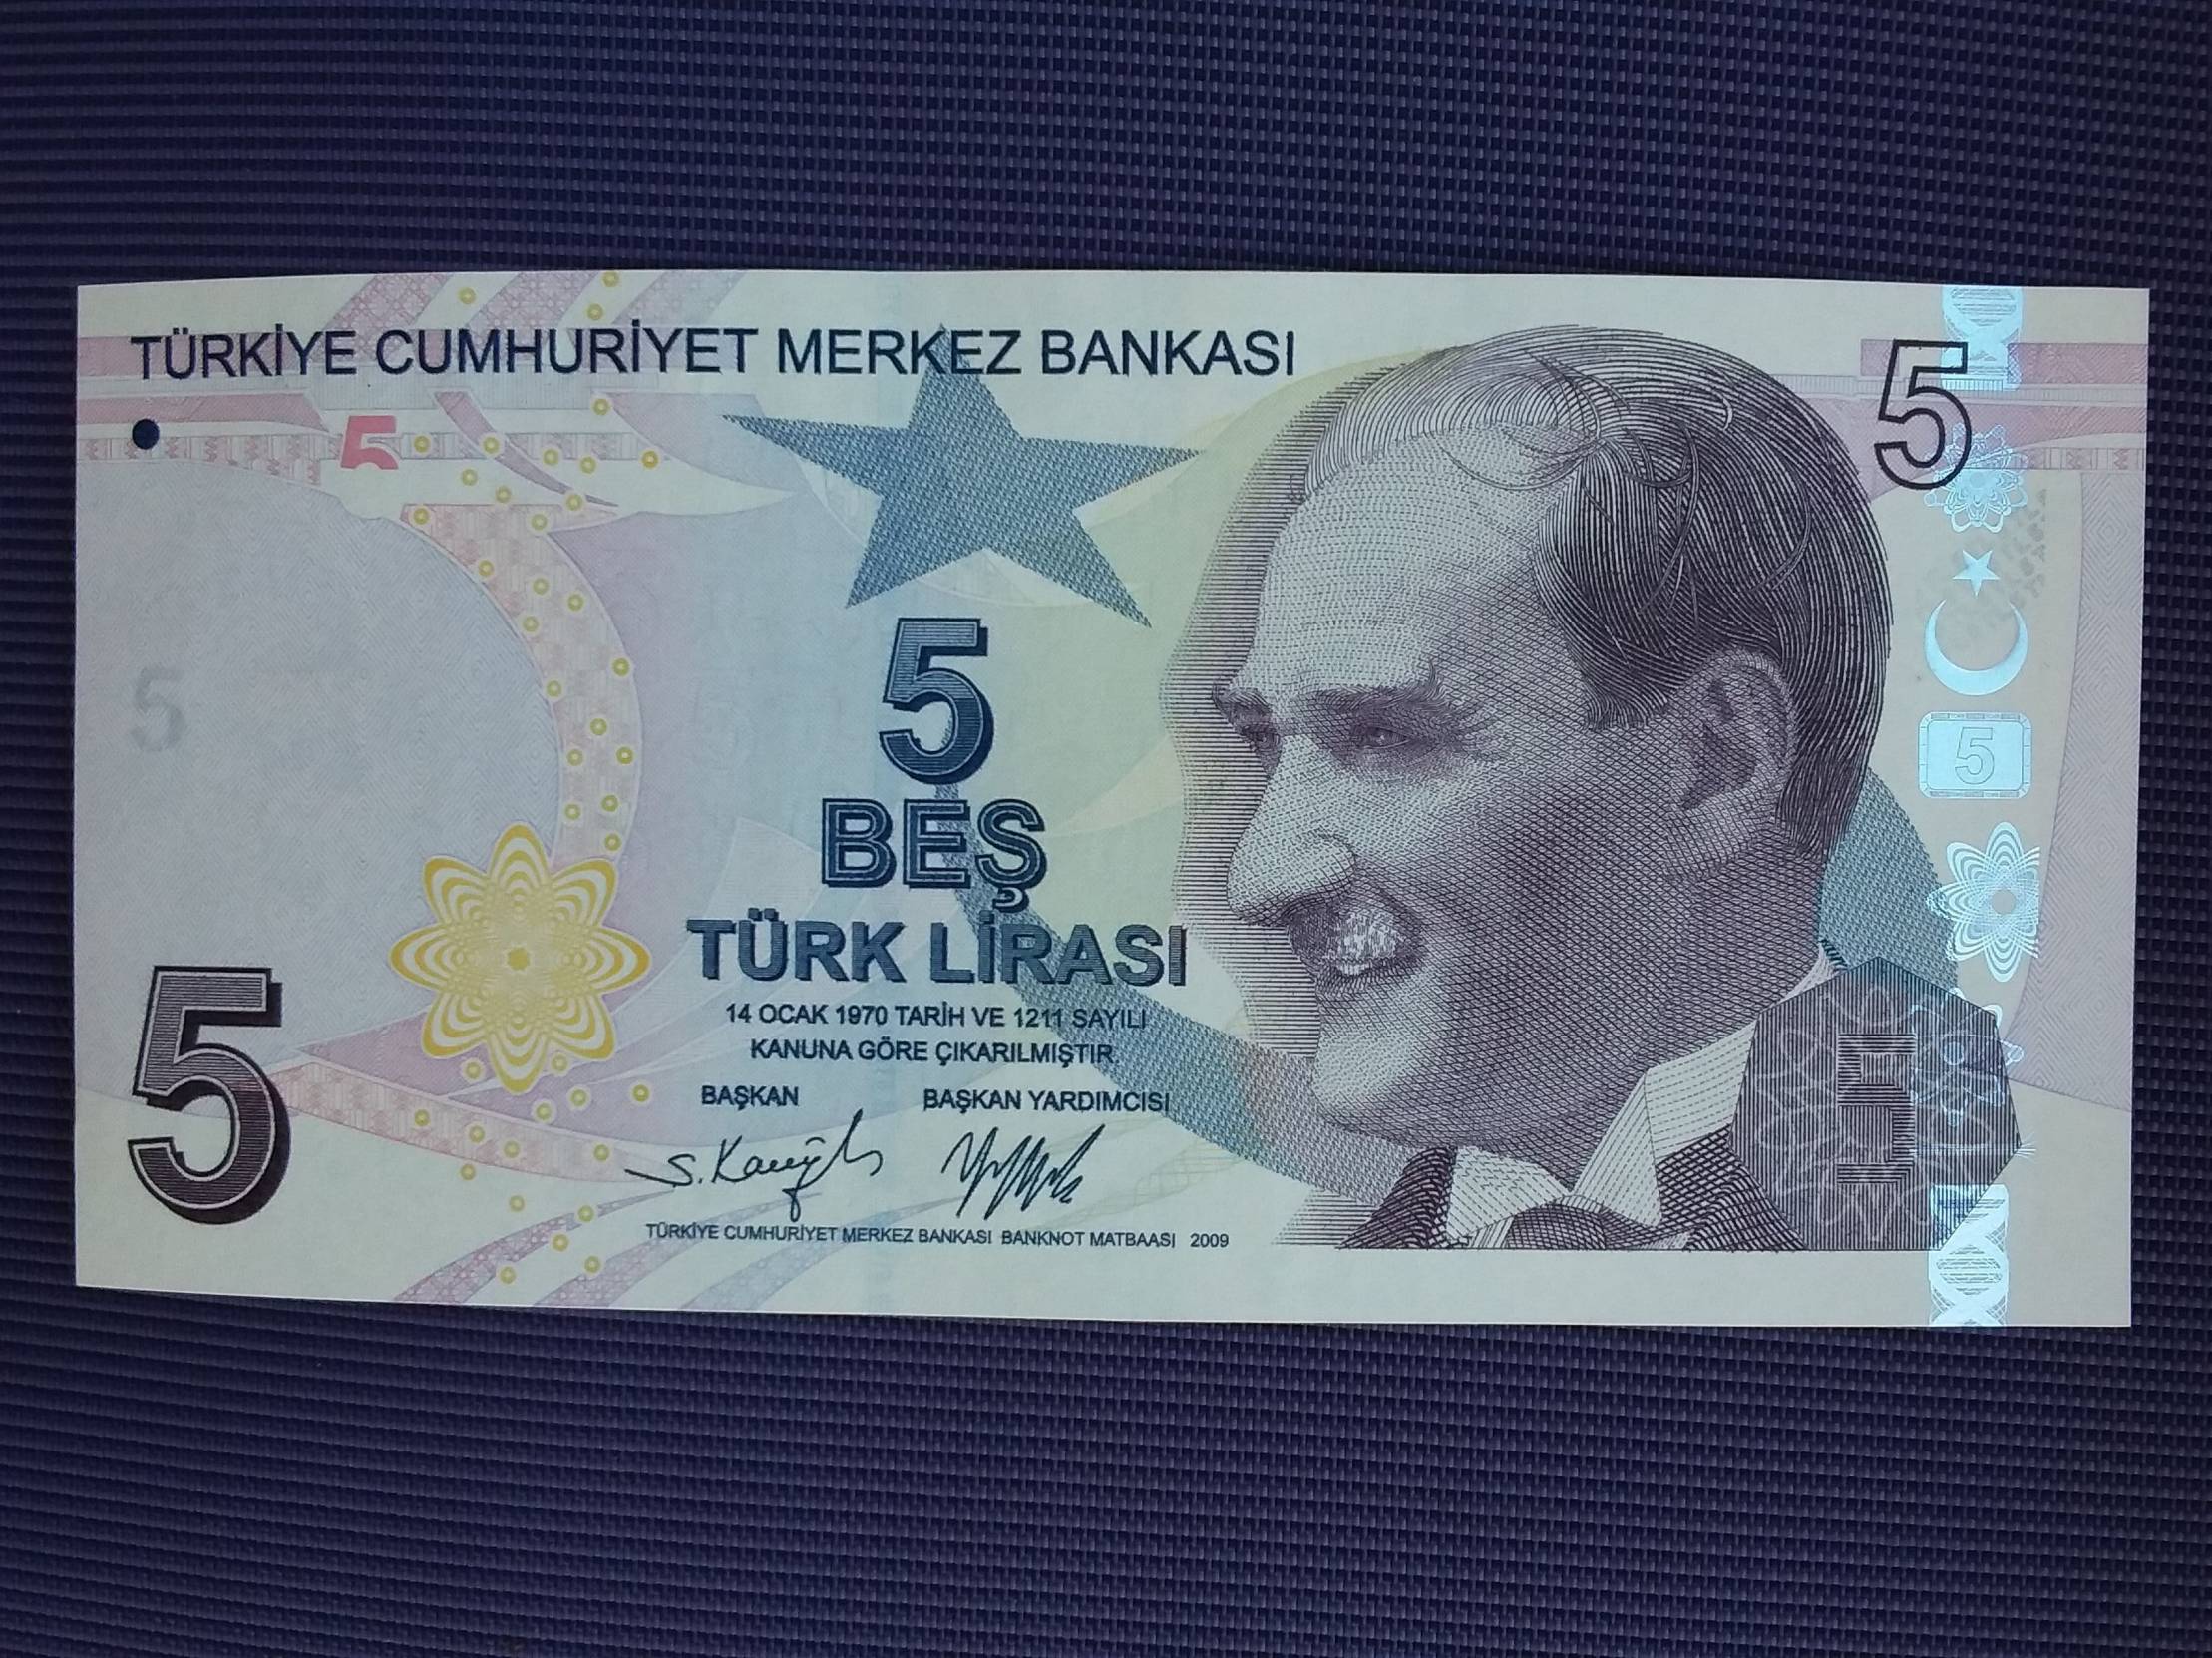 TÜRKİYE CUMHURİYET MERKEZ BANKASI
5
5
5
5
BEŞ
TÜRK LİRASI
5
14 OCAK 1970 TARİH VE 1211 SAYILI
KANUNA GÖRE ÇIKARILMIŞTIR.
BAŞKAN BAŞKAN YARDIMCISI
5
5
TÜRKİYE CUMHURİYET MERKEZ BANKASI BANKNOT MATBAASI 2009